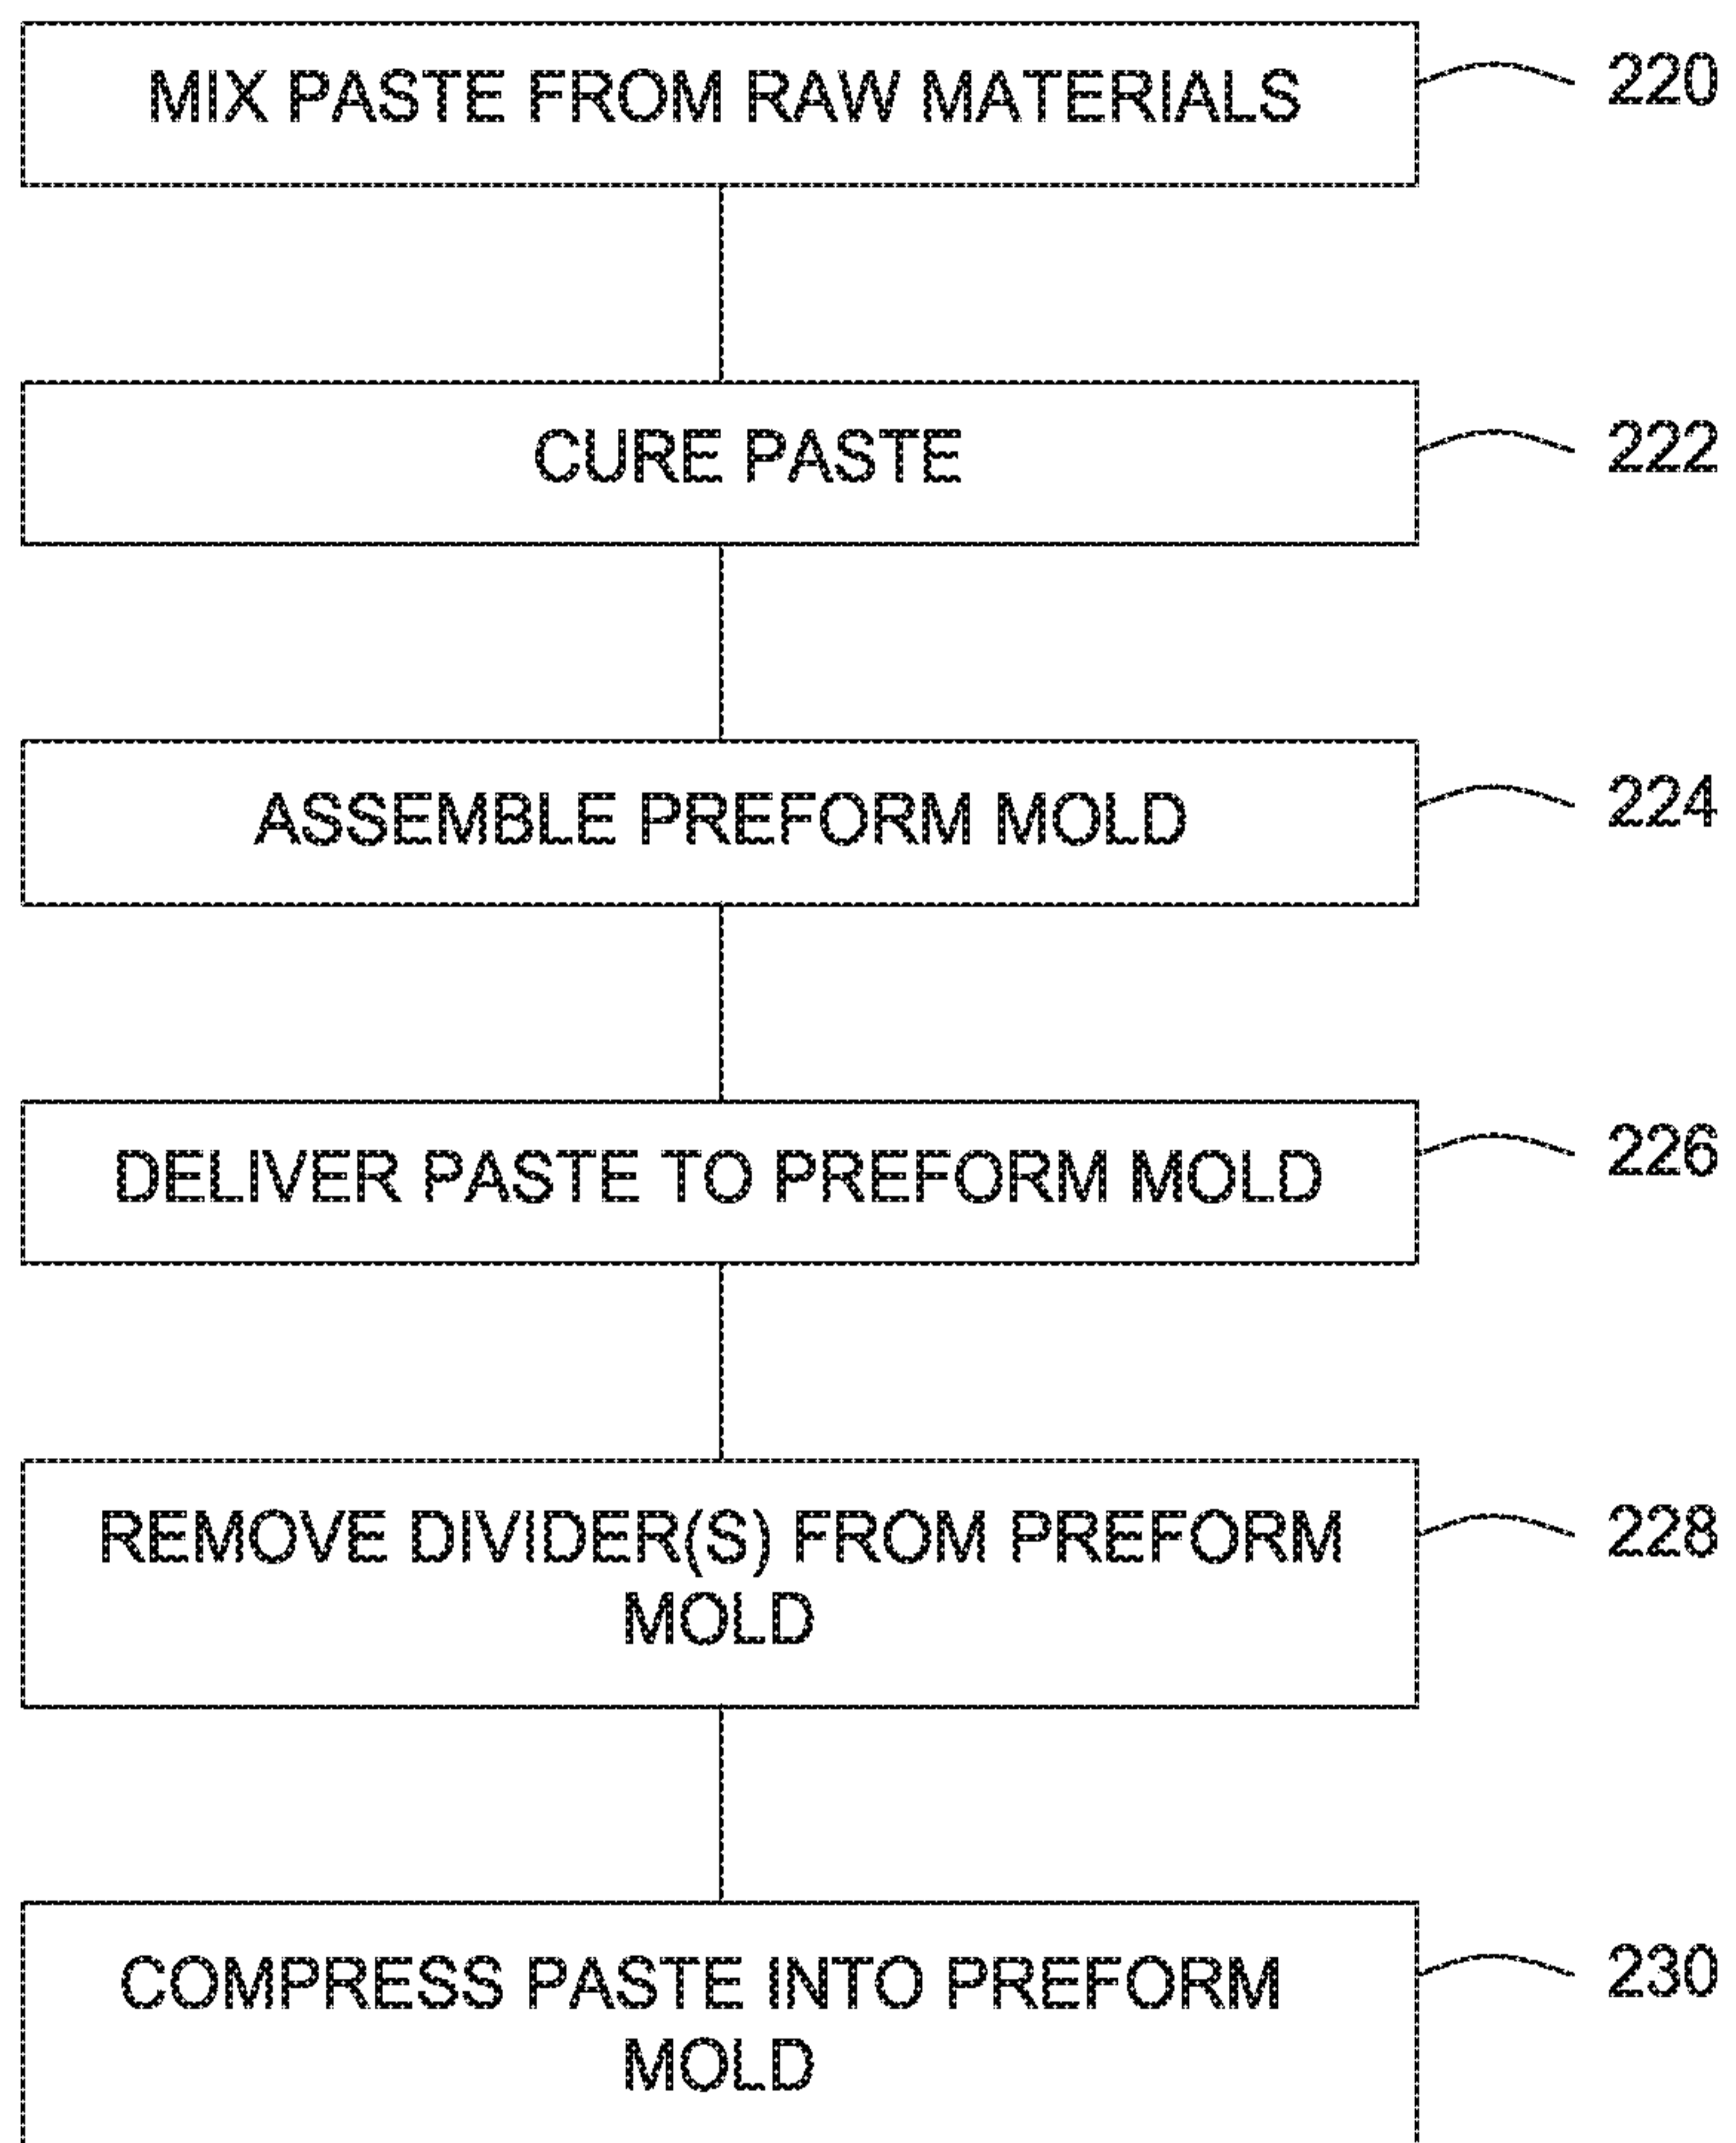 MIX PASTE FROM RAW MATERIALS 220
CURE PASTE 222
ASSEMBLE PREFORM MOLD 224
DELIVER PASTE TO PREFORM MOLD 226
REMOVE DIVIDER(S) FROM PREFORM 228
MOLD
COMPRESS PASTE INTO PREFORM 230
MOLD